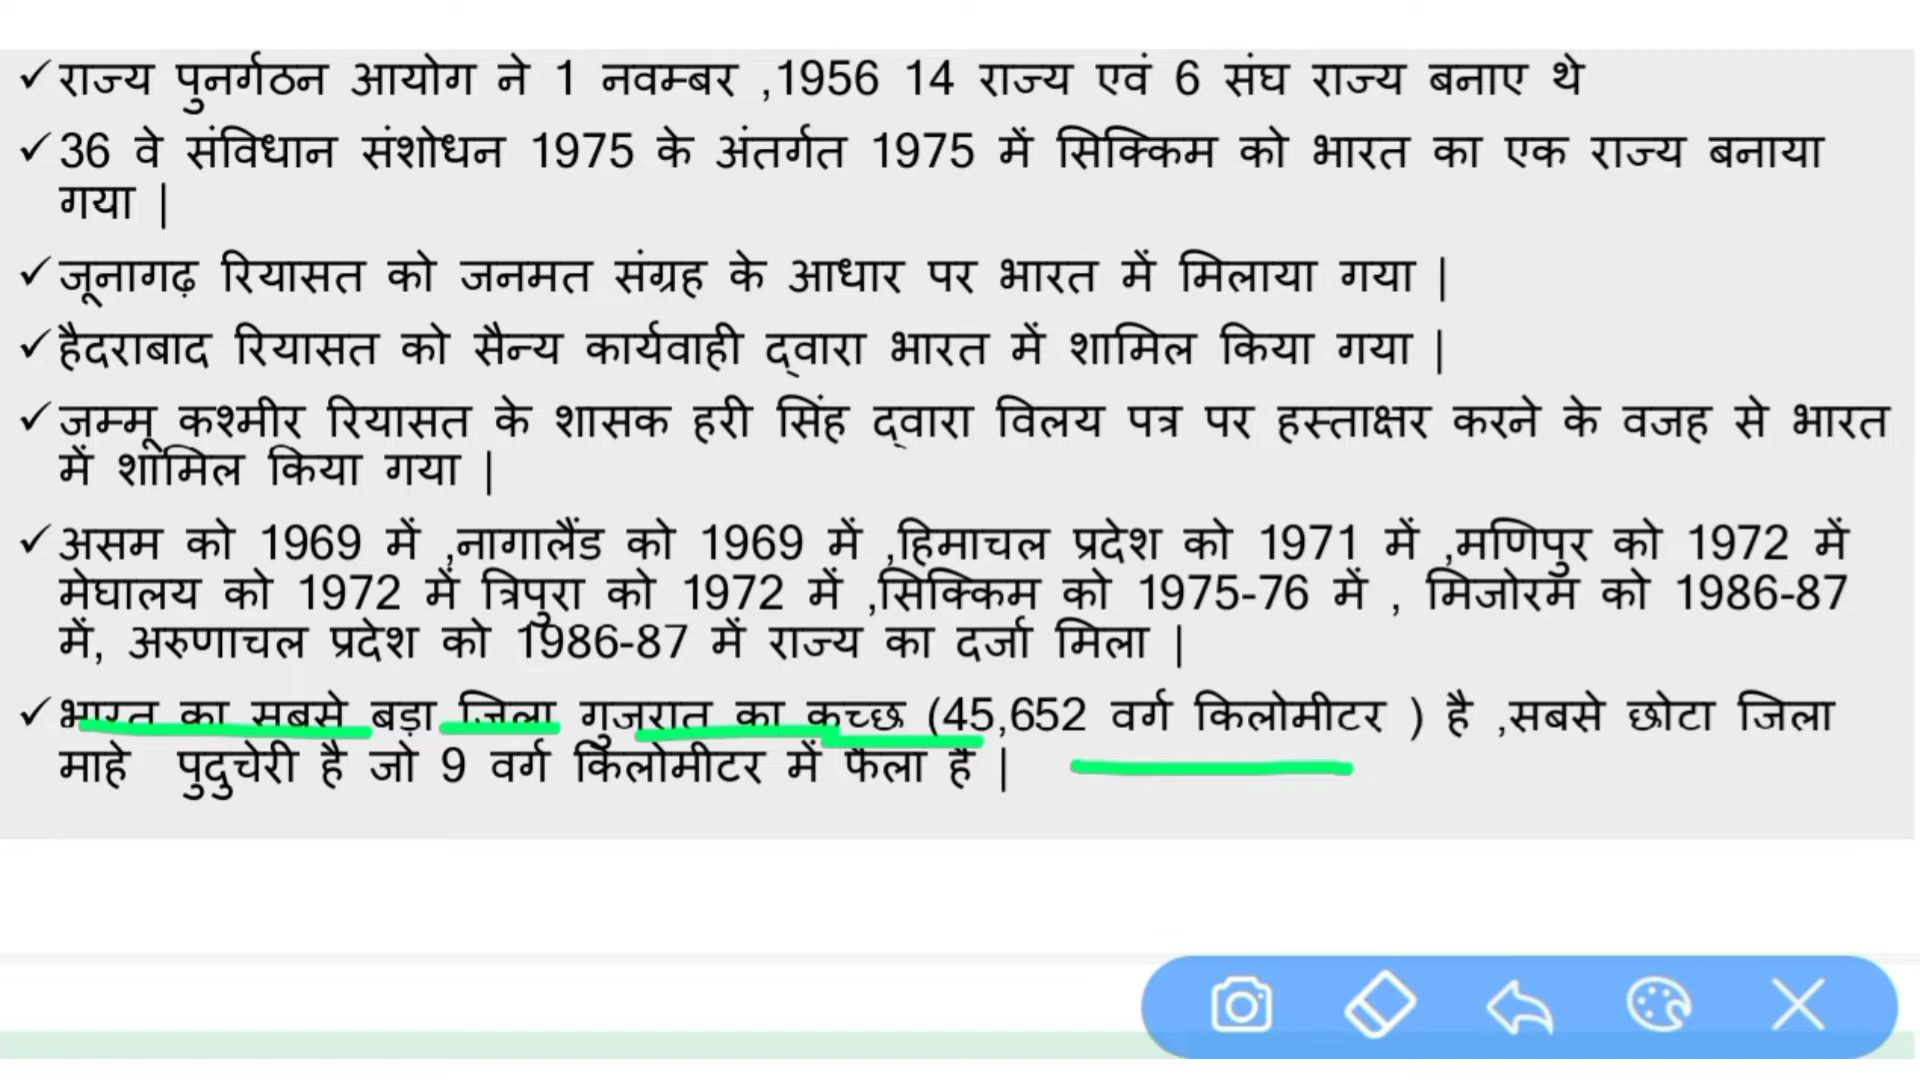 ✓राज्य पुनर्गठन आयोग ने 1 नवम्बर ,1956 14 राज्य एवं 6 संघ राज्य बनाए थे
✓36 वे संविधान संशोधन 1975 के अंतर्गत 1975 में सिक्किम को भारत का एक राज्य बनाया
गया |
✓जूनागढ़ रियासत को जनमत संग्रह के आधार पर भारत में मिलाया गया |
✓हैदराबाद रियासत को सैन्य कार्यवाही द्वारा भारत में शामिल किया गया |
✓जम्मू कश्मीर रियासत के शासक हरी सिंह द्वारा विलय पत्र पर हस्ताक्षर करने के वजह से भारत
में शामिल किया गया |
✓असम को 1969 में ,नागालैंड को 1969 में ,हिमाचल प्रदेश को 1971 में ,मणिपुर को 1972 में
मेघालय को 1972 में त्रिपुरा को 1972 में ,सिक्किम को 1975-76 में , मिजोरम को 1986-87
में, अरुणाचल प्रदेश को 1986-87 में राज्य का दर्जा मिला |
✓भारत का सबसे बड़ा जिला गुजरात का कच्छ (45,652 वर्ग किलोमीटर ) है ,सबसे छोटा जिला
माहे पुदुचेरी है जो 9 वर्ग किलोमीटर में फैला है |